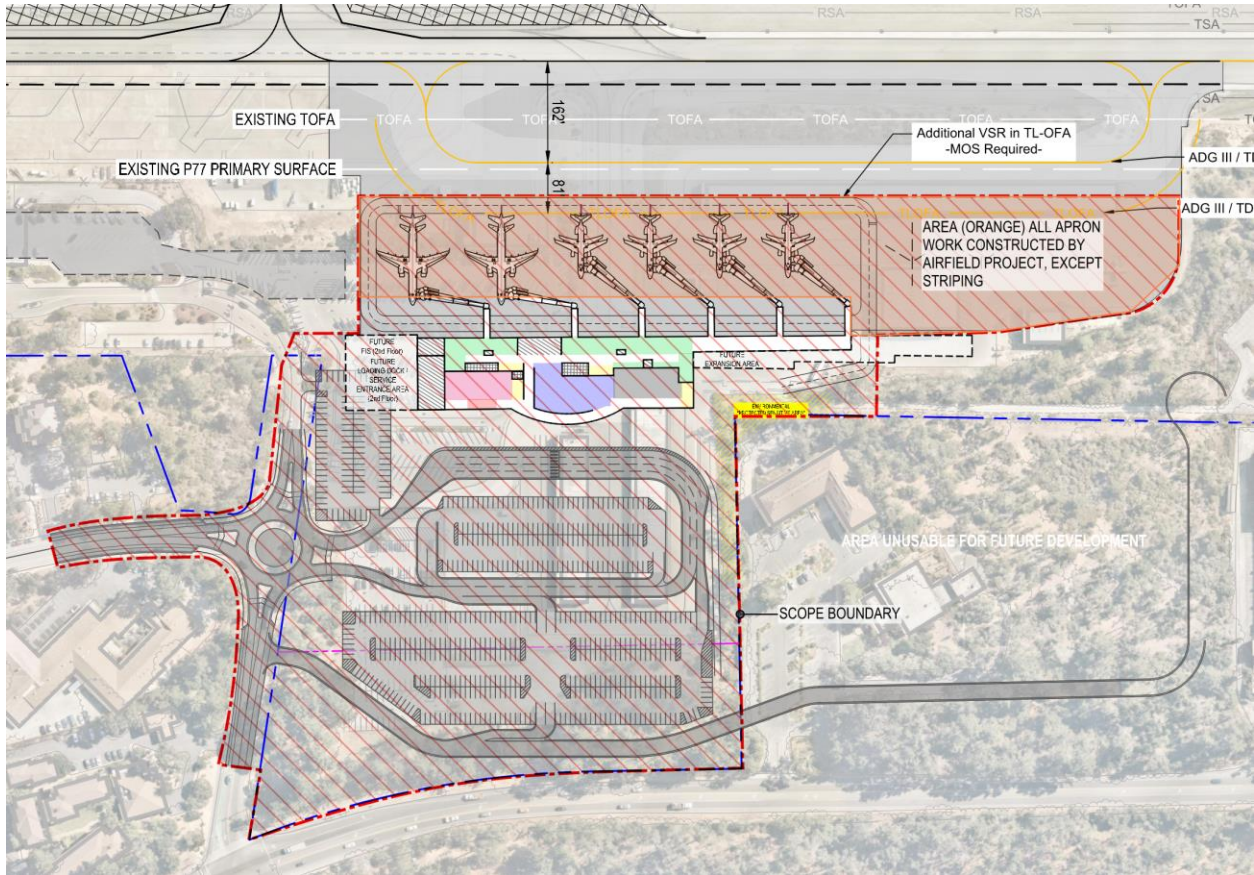 TOFA
RSA
RSA
RSA
RSA
TSA
EXISTING TOFA
TOFA
TOFA
TOFA
TOFA
TOFA
TOFA
162'
Additional VSR in TL-OFA
-MOS Required-
EXISTING P77 PRIMARY SURFACE
81'
ADG III /
ADG III /
AREA (ORANGE) ALL APRON
WORK CONSTRUCTED BY
AIRFIELD PROJECT, EXCEPT
STRIPING
FUTURE
FIS (2nd Floor)
FUTURE
LOADING DOCK /
SERVICE
ENTRANCE AREA
(2nd Floor)
FUTURE
EXPANSION AREA
AREA UNUSABLE FOR FUTURE DEVELOPMENT
SCOPE BOUNDARY